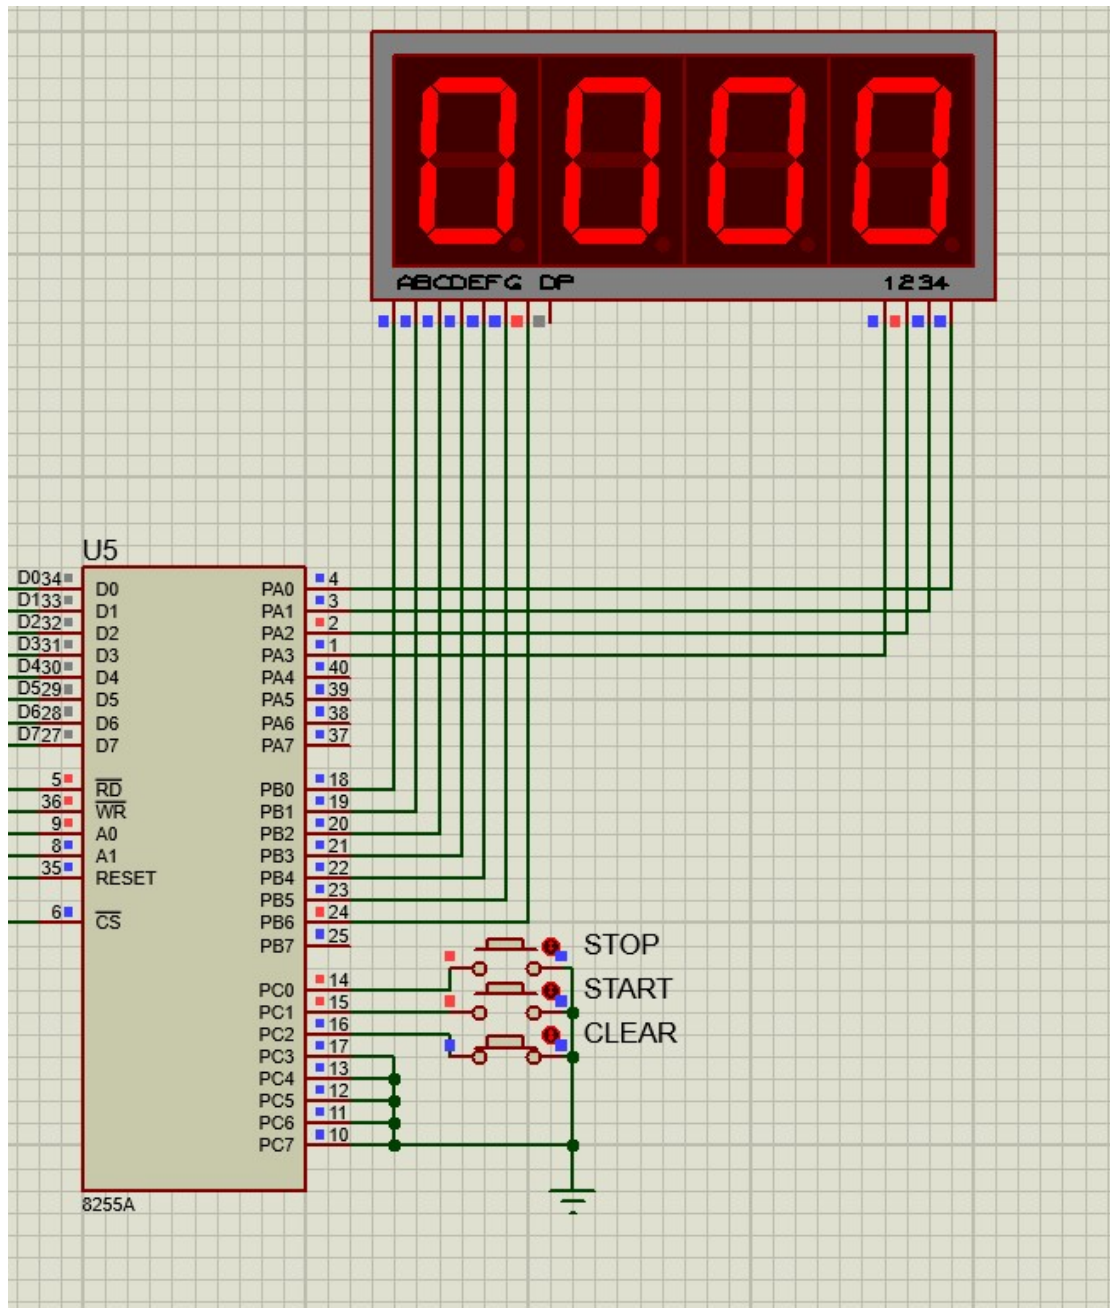 ABCDEFG DP
1234
U5
D034 D0 PA0 4
D133 D1 PA1 3
D232 D2 PA2 2
D331 D3 PA3 1
D430 D4 PA4 40
D529 D5 PA5 39
D628 D6 PA6 38
D727 D7 PA7 37
5 RD PB0 18
36 WR PB1 19
9 A0 PB2 20
8 A1 PB3 21
35 RESET PB4 22
PB5 23
6 CS PB6 24
PB7 25
STOP
PC0 14
START
PC1 15
CLEAR
PC2 16
PC3 17
PC4 13
PC5 12
PC6 11
PC7 10
8255A